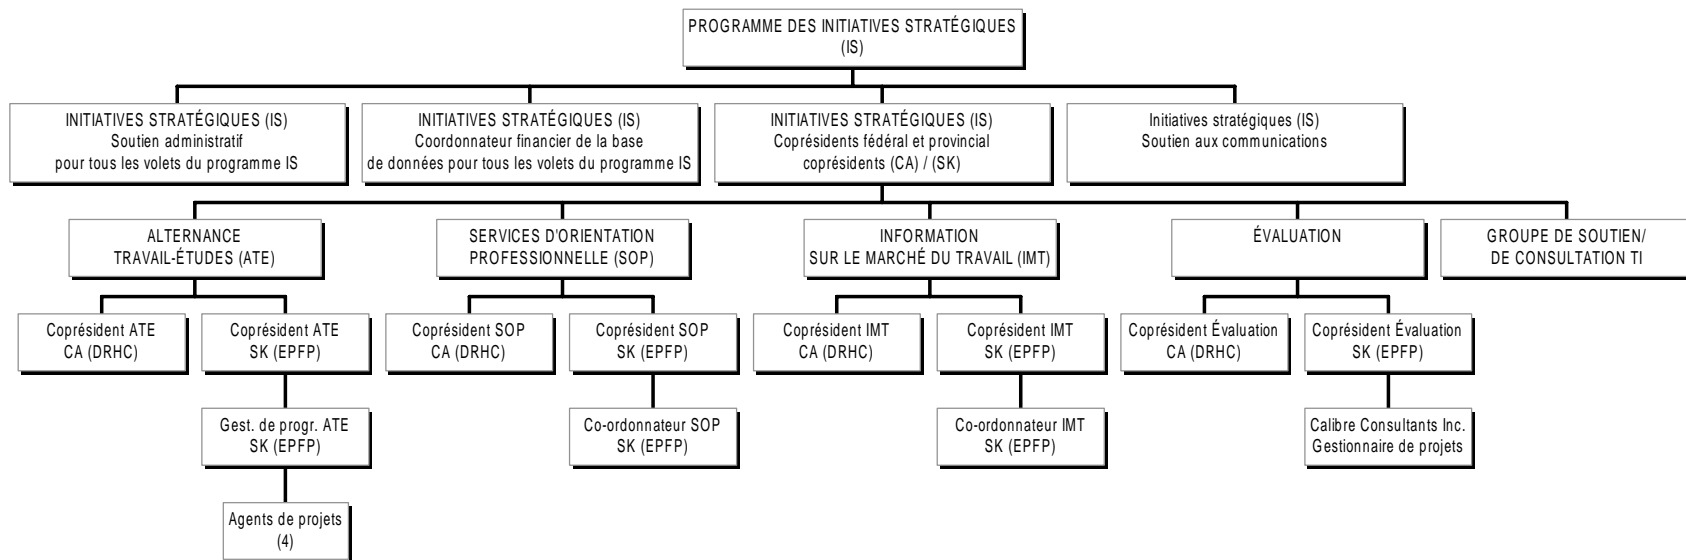 PROGRAMME DES INITIATIVES STRATÉGIQUES
(IS)
INITIATIVES STRATÉGIQUES (IS)
Soutien administratif
pour tous les volets du programme IS
INITIATIVES STRATÉGIQUES (IS)
Coordonnateur financier de la base
de données pour tous les volets du programme IS
INITIATIVES STRATÉGIQUES (IS)
Coprésidents fédéral et provincial
coprésidents (CA) / (SK)
Initiatives stratégiques (IS)
Soutien aux communications
ALTERNANCE
TRAVAIL-ÉTUDES (ATE)
SERVICES D'ORIENTATION
PROFESSIONNELLE (SOP)
INFORMATION
SUR LE MARCHÉ DU TRAVAIL (IMT)
ÉVALUATION
GROUPE DE SOUTIEN/
DE CONSULTATION TI
Coprésident ATE
CA (DRHC)
Coprésident ATE
SK (EPFP)
Coprésident SOP
CA (DRHC)
Coprésident SOP
SK (EPFP)
Coprésident IMT
CA (DRHC)
Coprésident IMT
SK (EPFP)
Coprésident Évaluation
CA (DRHC)
Coprésident Évaluation
SK (EPFP)
Gest. de progr. ATE
SK (EPFP)
Co-ordonnateur SOP
SK (EPFP)
Co-ordonnateur IMT
SK (EPFP)
Calibre Consultants Inc.
Gestionnaire de projets
Agents de projets
(4)